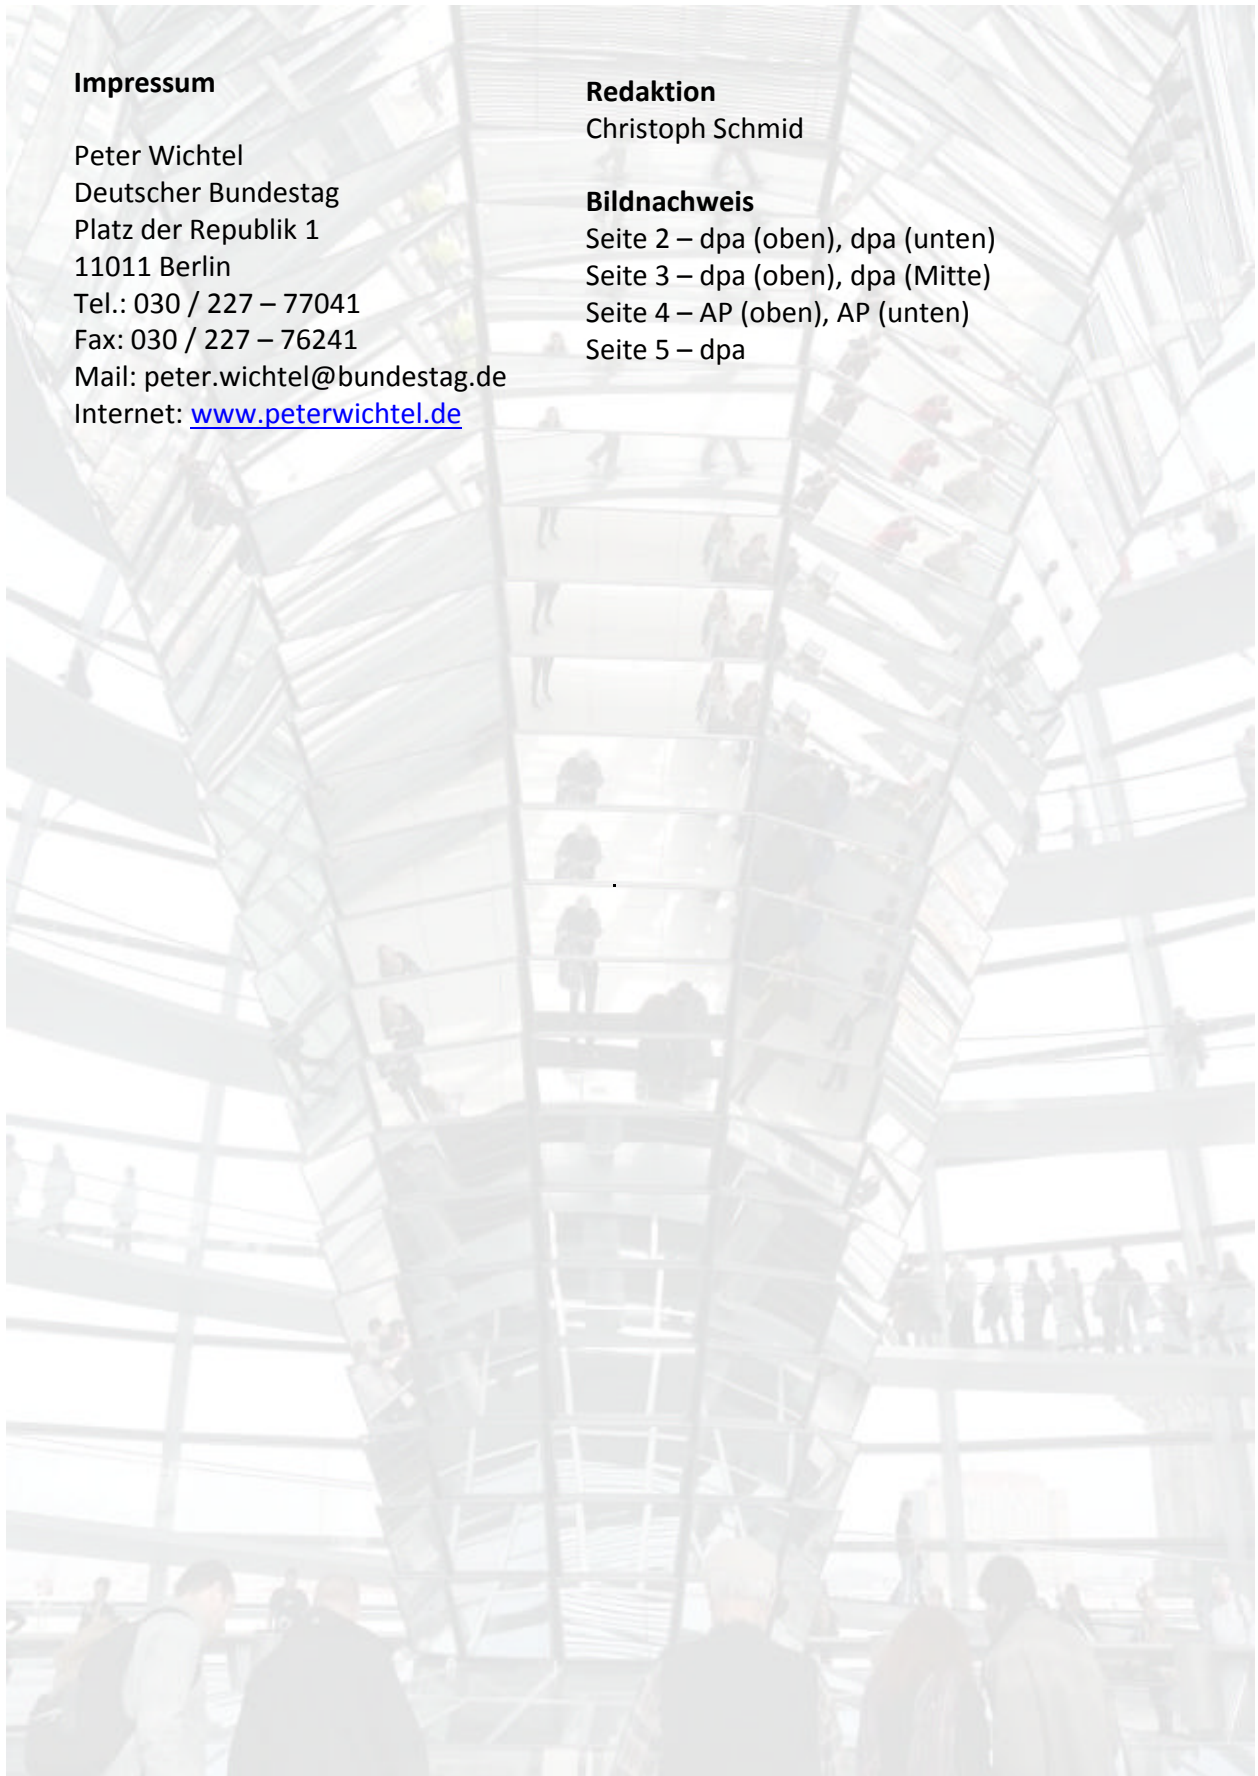 Impressum
Peter Wichtel
Deutscher Bundestag
Platz der Republik 1
11011 Berlin
Tel.: 030 / 227 – 77041
Fax: 030 / 227 – 76241
Mail: peter.wichtel@bundestag.de
Internet: www.peterwichtel.de
Redaktion
Christoph Schmid
Bildnachweis
Seite 2 – dpa (oben), dpa (unten)
Seite 3 – dpa (oben), dpa (Mitte)
Seite 4 – AP (oben), AP (unten)
Seite 5 – dpa
.